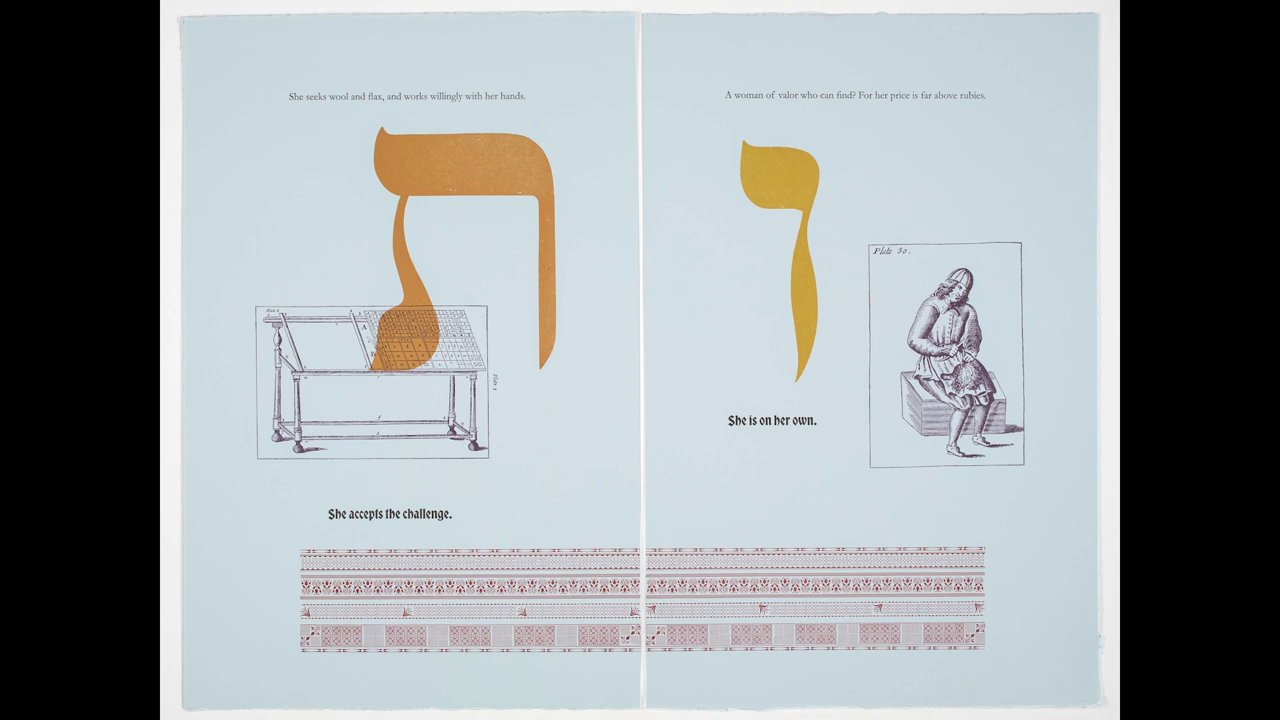 She seeks wool and flax, and works willingly with her hands.
ת
She accepts the challenge.
A woman of valor who can find? For her price is far above rubies.
ו
Plate 30.
She is on her own.